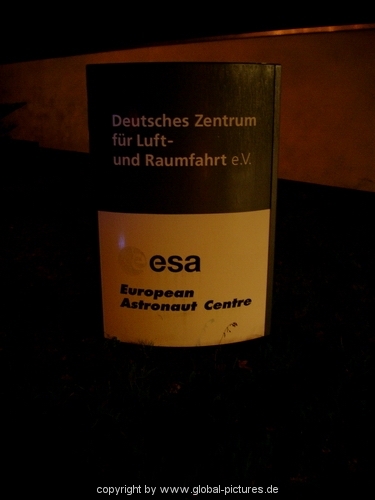 Deutsches Zentrum
für Luft-
und Raumfahrt e.V.
esa
European
Astronaut Centre
copyright by www.global-pictures.de